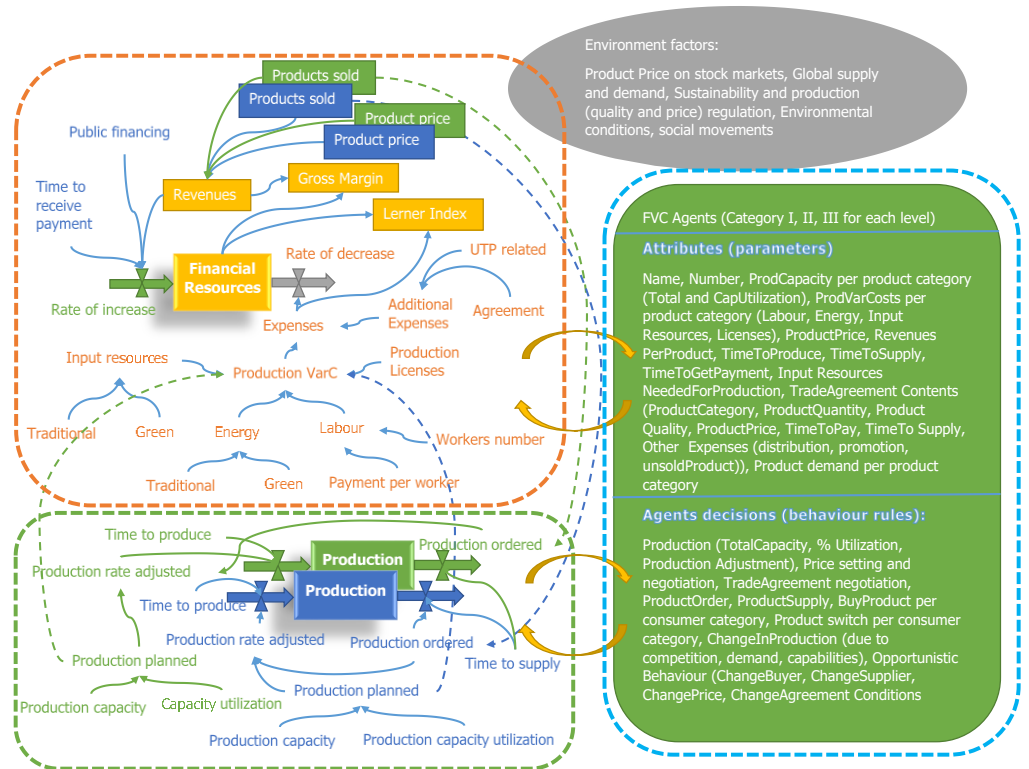 Environment factors:
Product Price on stock markets, Global supply
and demand, Sustainability and production
(quality and price) regulation, Environmental
conditions, social movements
Products sold
Products sold
Product price
Product price
Public financing
Time to
receive
payment
Revenues
Gross Margin
Lerner Index
Financial
Resources
Rate of decrease
Rate of increase
UTP related
Additional
Expenses
Agreement
Expenses
Input resources
Production VarC
Production
Licenses
Traditional
Green
Energy
Labour
Workers number
Traditional
Green
Payment per worker
Time to produce
Production ordered
Production
Production rate adjusted
Production
Time to produce
Production rate adjusted
Production ordered
Time to supply
Production planned
Production planned
Production capacity
Capacity utilization
Production capacity
Production capacity utilization
FVC Agents (Category I, II, III for each level)
Attributes (parameters)
Name, Number, ProdCapacity per product category
(Total and CapUtilization), ProdVarCosts per
product category (Labour, Energy, Input
Resources, Licenses), ProductPrice, Revenues
PerProduct, TimeToProduce, TimeToSupply,
TimeToGetPayment, Input Resources
NeededForProduction, TradeAgreement Contents
(ProductCategory, ProductQuantity, Product
Quality, ProductPrice, TimeToPay, TimeTo Supply,
Other Expenses (distribution, promotion,
unsoldProduct)), Product demand per product
category
Agents decisions (behaviour rules):
Production (TotalCapacity, % Utilization,
Production Adjustment), Price setting and
negotiation, TradeAgreement negotiation,
ProductOrder, ProductSupply, BuyProduct per
consumer category, Product switch per consumer
category, ChangeInProduction (due to
competition, demand, capabilities), Opportunistic
Behaviour (ChangeBuyer, ChangeSupplier,
ChangePrice, ChangeAgreement Conditions